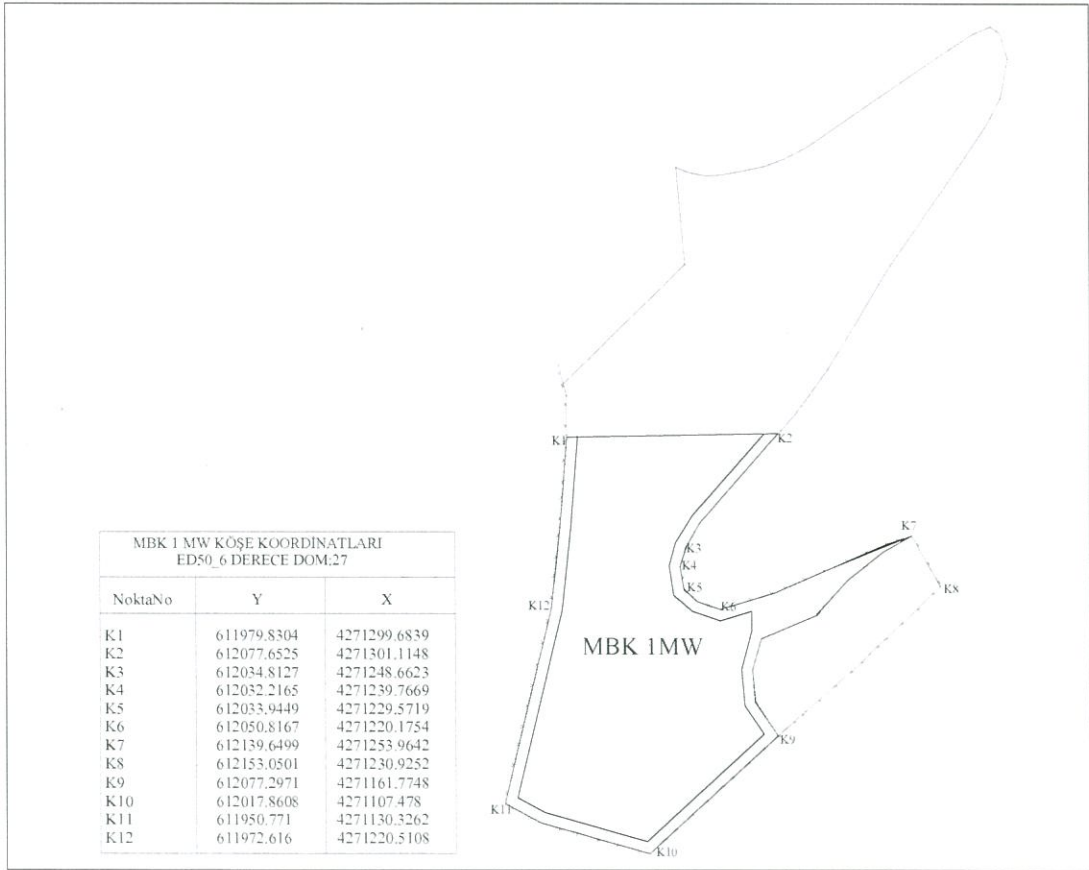 K7
K1
K2
K3
K4
K5
K6
K8
K12
MBK 1MW
K9
K11
K10
MBK 1 MW KÖŞE KOORDİNATLARI
ED50_6 DERECE DOM:27
NoktaNo Y X
K1 611979.8304 4271299.6839
K2 612077.6525 4271301.1148
K3 612034.8127 4271248.6623
K4 612032.2165 4271239.7669
K5 612033.9449 4271229.5719
K6 612050.8167 4271220.1754
K7 612139.6499 4271253.9642
K8 612153.0501 4271230.9252
K9 612077.2971 4271161.7748
K10 612017.8608 4271107.478
K11 611950.771 4271130.3262
K12 611972.616 4271220.5108